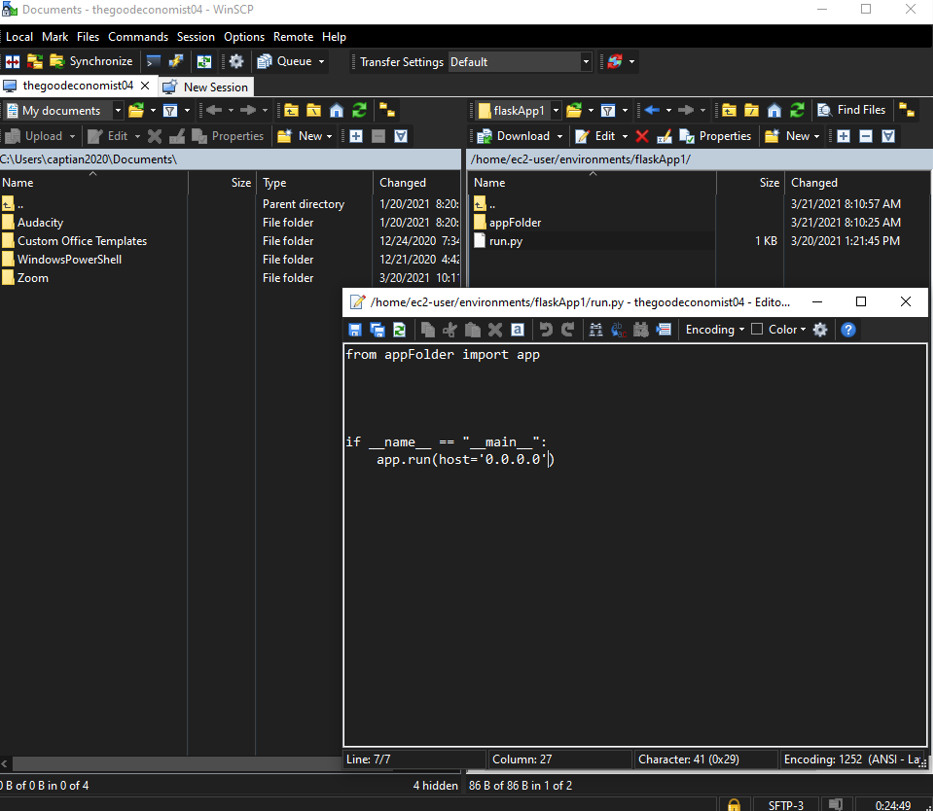 Documents - thegoodeconomist04 - WinSCP
Local Mark Files Commands Session Options Remote Help
Synchronize Queue Transfer Settings Default
thegoodeconomist04 New Session
My documents flaskApp1 Find Files
Upload Edit Properties New Download Edit Properties New
C:\Users\captian2020\Documents\ /home/ec2-user/environments/flaskApp1/
Name Size Type Changed Name Size Changed
.. Parent directory 1/20/2021 8:20: .. 3/21/2021 8:10:57 AM
Audacity File folder 1/20/2021 8:20: appFolder 3/21/2021 8:10:25 AM
Custom Office Templates File folder 12/24/2020 7:34 run.py 1 KB 3/20/2021 1:21:45 PM
WindowsPowerShell File folder 12/21/2020 4:42
Zoom File folder 3/20/2021 10:17
/home/ec2-user/environments/flaskApp1/run.py - thegoodeconomist04 - Edito...
Encoding Color
from appFolder import app
if __name__ == "__main__":
    app.run(host='0.0.0.0')
Line: 7/7 Column: 27 Character: 41 (0x29) Encoding: 1252 (ANSI - La
0 B of 0 B in 0 of 4 4 hidden 86 B of 86 B in 1 of 2
SFTP-3 0:24:49